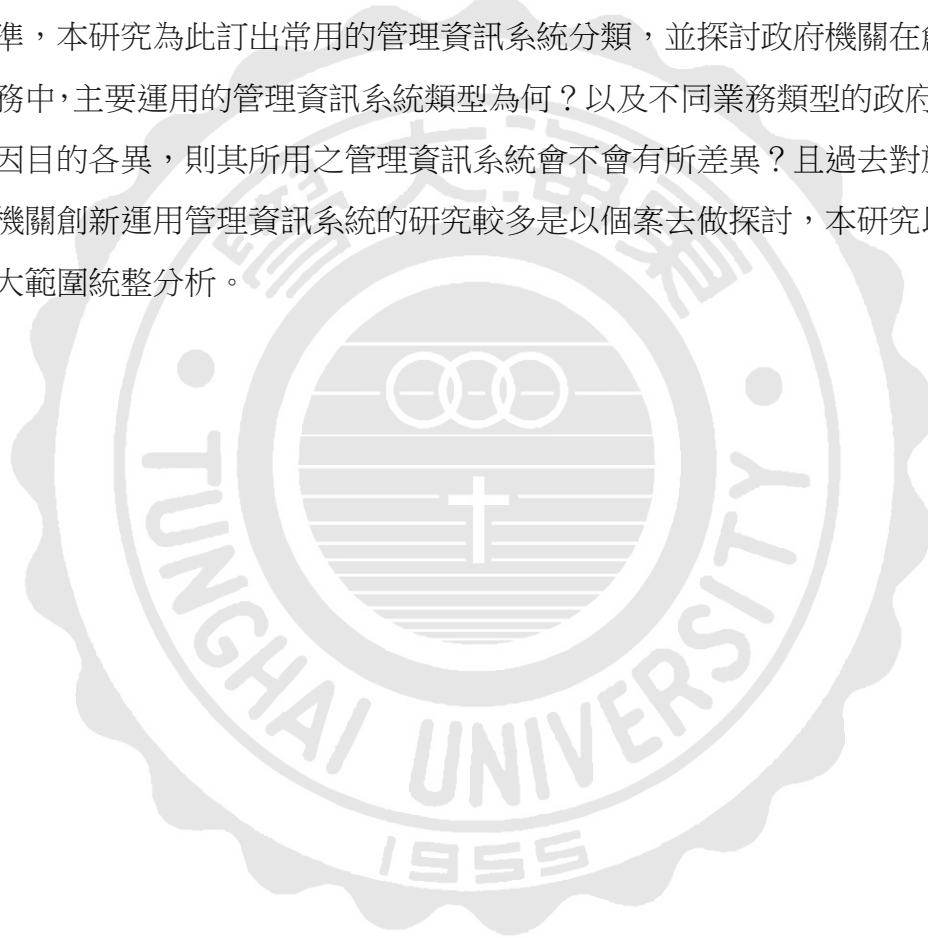 準，本研究為此訂出常用的管理資訊系統分類，並探討政府機關在
務中，主要運用的管理資訊系統類型為何？以及不同業務類型的政府
因目的各異，則其所用之管理資訊系統會不會有所差異？且過去對
機關創新運用管理資訊系統的研究較多是以個案去做探討，本研究
大範圍統整分析。
學大海東
TUNGHAI UNIVERSITY
1955